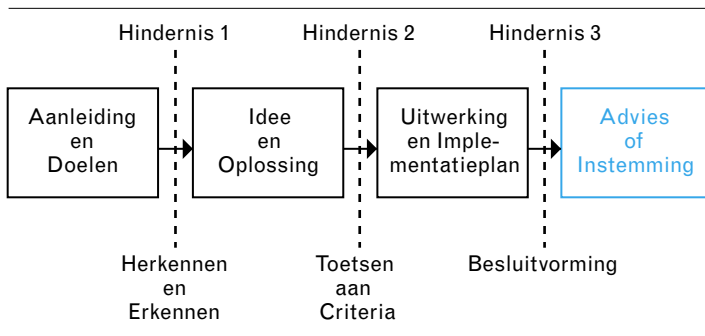 Hindernis 1
Hindernis 2
Hindernis 3
Aanleiding
en
Doelen
Idee
en
Oplossing
Uitwerking
en Imple-
mentatieplan
Advies
of
Instemming
Herkennen
en
Erkennen
Toetsen
aan
Criteria
Besluitvorming